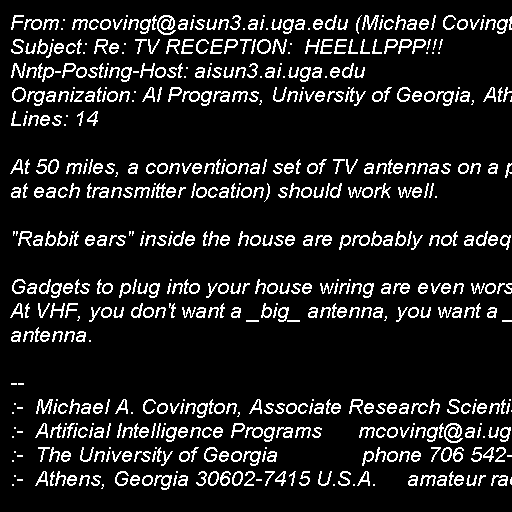 From: mcovingt@aisun3.ai.uga.edu (Michael Covingt
Subject: Re: TV RECEPTION:  HEELLLPPP!!!
Nntp-Posting-Host: aisun3.ai.uga.edu
Organization: AI Programs, University of Georgia, Ath
Lines: 14

At 50 miles, a conventional set of TV antennas on a p
at each transmitter location) should work well.

"Rabbit ears" inside the house are probably not adeq

Gadgets to plug into your house wiring are even wors
At VHF, you don't want a _big_ antenna, you want a _
antenna.

--
:-  Michael A. Covington, Associate Research Scienti
:-  Artificial Intelligence Programs      mcovingt@ai.ug
:-  The University of Georgia              phone 706 542-
:-  Athens, Georgia 30602-7415 U.S.A.     amateur rad